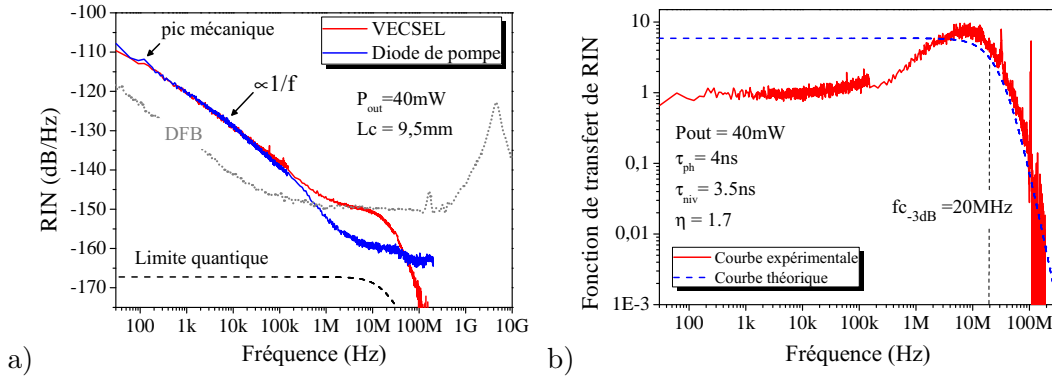 a)
RIN (dB/Hz)
-110
-120
-130
-140
-150
-160
-170
pic mécanique
VECSEL
Diode de pompe
∝1/f
P_out=40mW
Lc = 9,5mm
DFB
Limite quantique
100 1k 10k 100k 1M 10M 100M 1G 10G
Fréquence (Hz)
b)
Fonction de transfert de RIN
10
1
0,1
0,01
1E-3
Pout = 40mW
τ_ph = 4ns
τ_niv = 3.5ns
η = 1.7
fc_-3dB =20MHz
Courbe expérimentale
Courbe théorique
100 1k 10k 100k 1M 10M 100M
Fréquence (Hz)